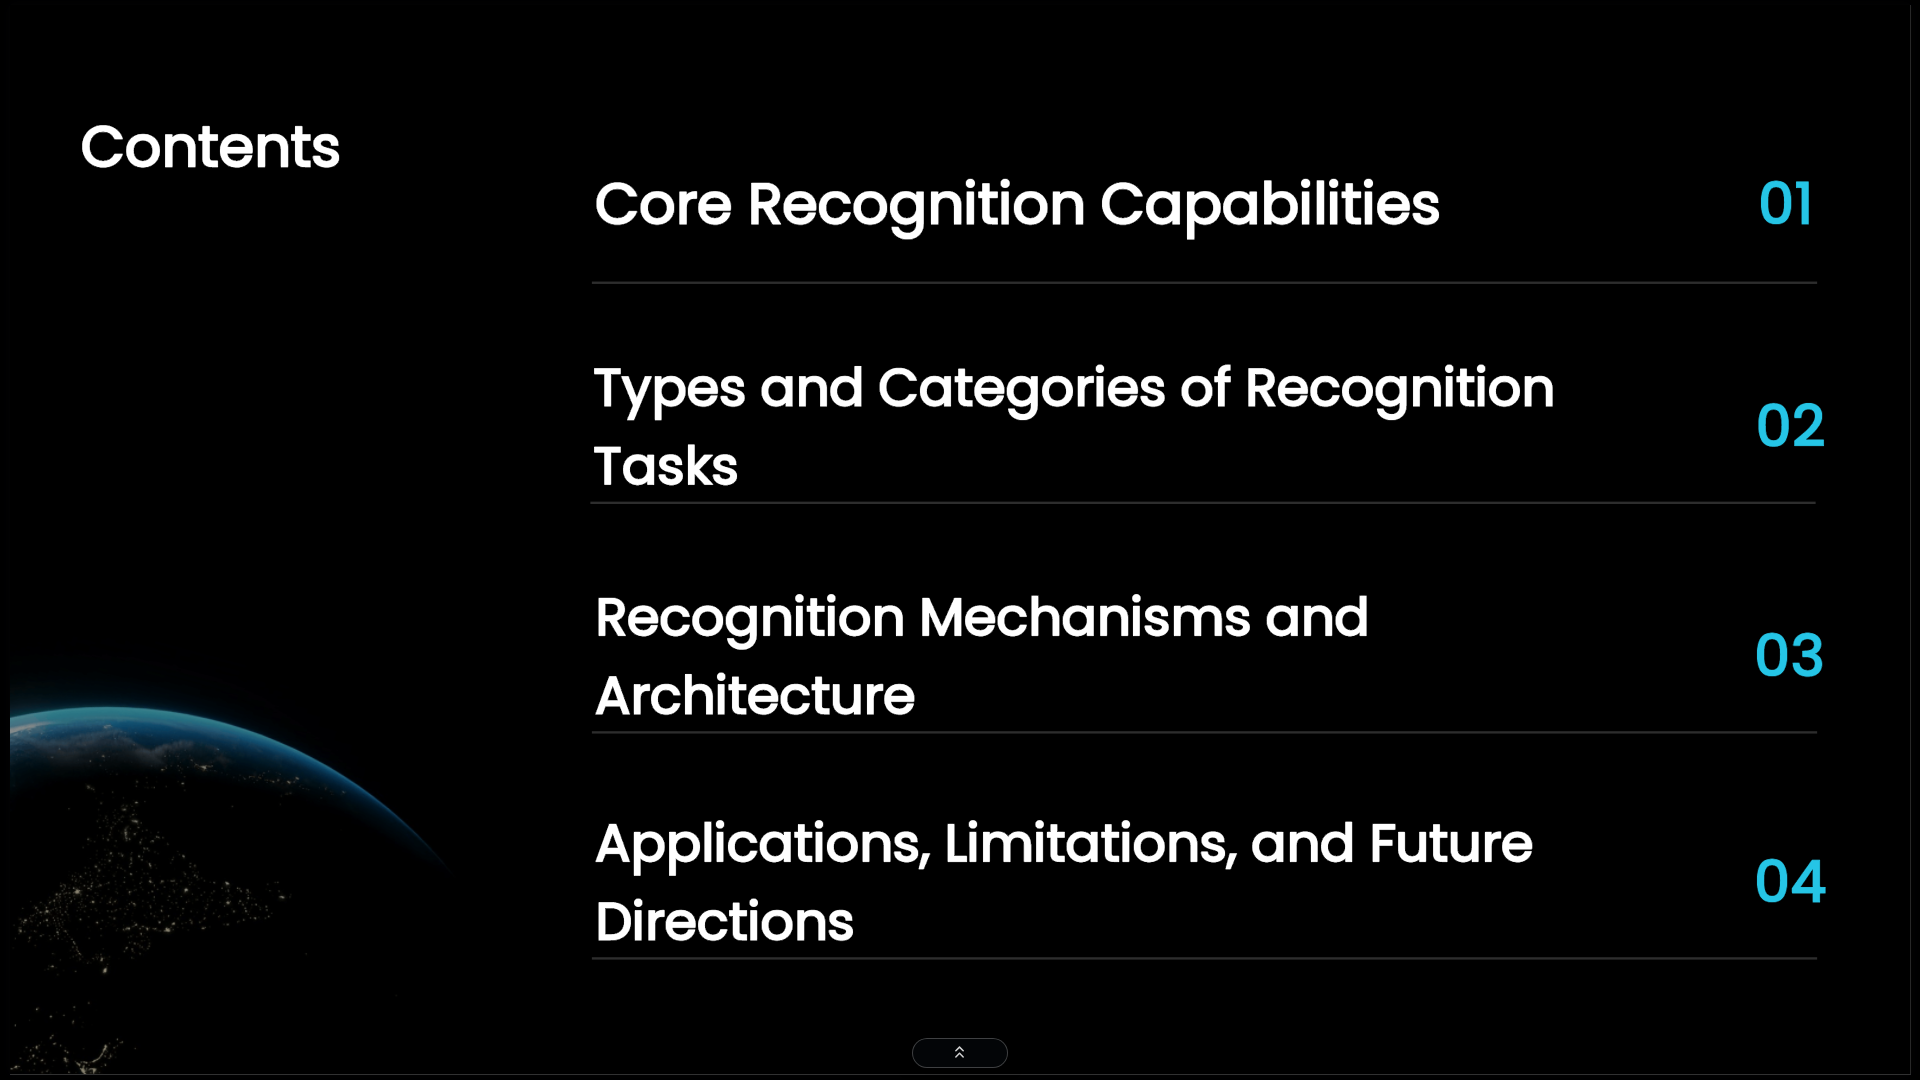 Contents
Core Recognition Capabilities
01
Types and Categories of Recognition
Tasks
02
Recognition Mechanisms and
Architecture
03
Applications, Limitations, and Future
Directions
04